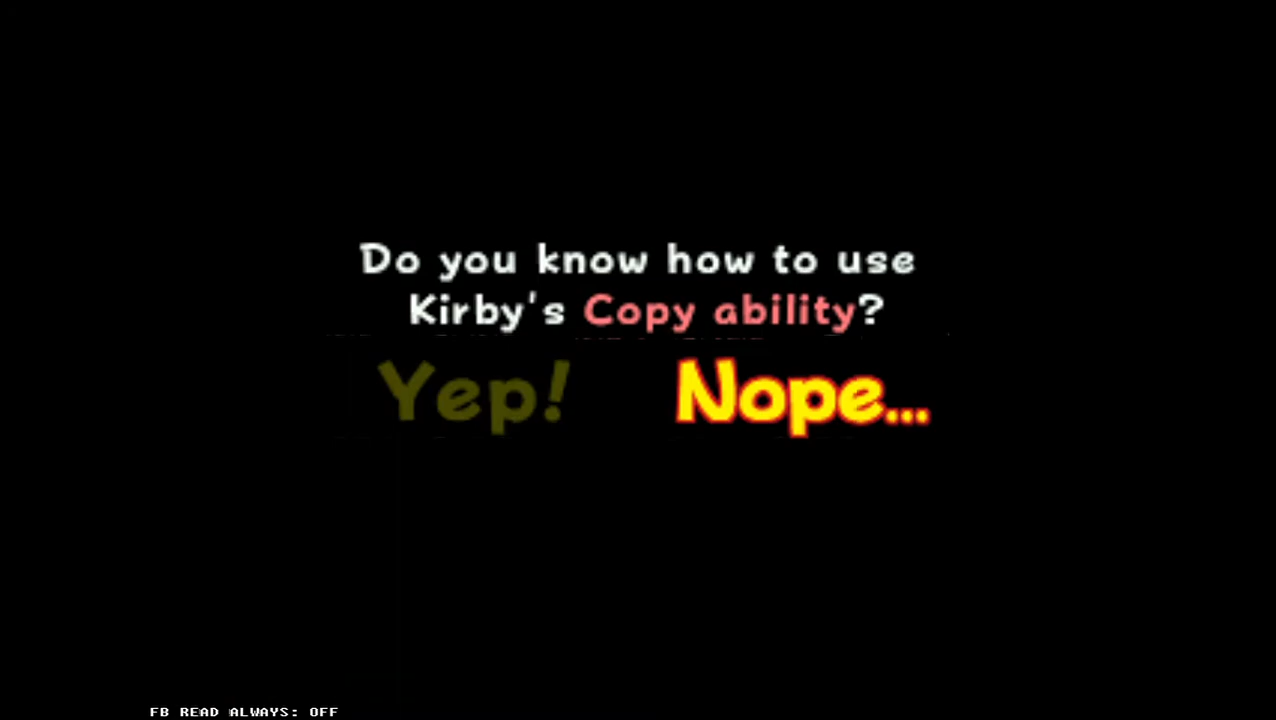 Do you know how to use
Kirby's Copy ability?
Yep! Nope...
FB READ ALWAYS: OFF